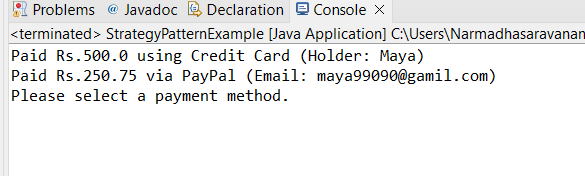 Problems @ Javadoc Declaration Console ×
<terminated> StrategyPatternExample [Java Application] C:\Users\Narmadhasaravanan
Paid Rs.500.0 using Credit Card (Holder: Maya)
Paid Rs.250.75 via PayPal (Email: maya99090@gamil.com)
Please select a payment method.